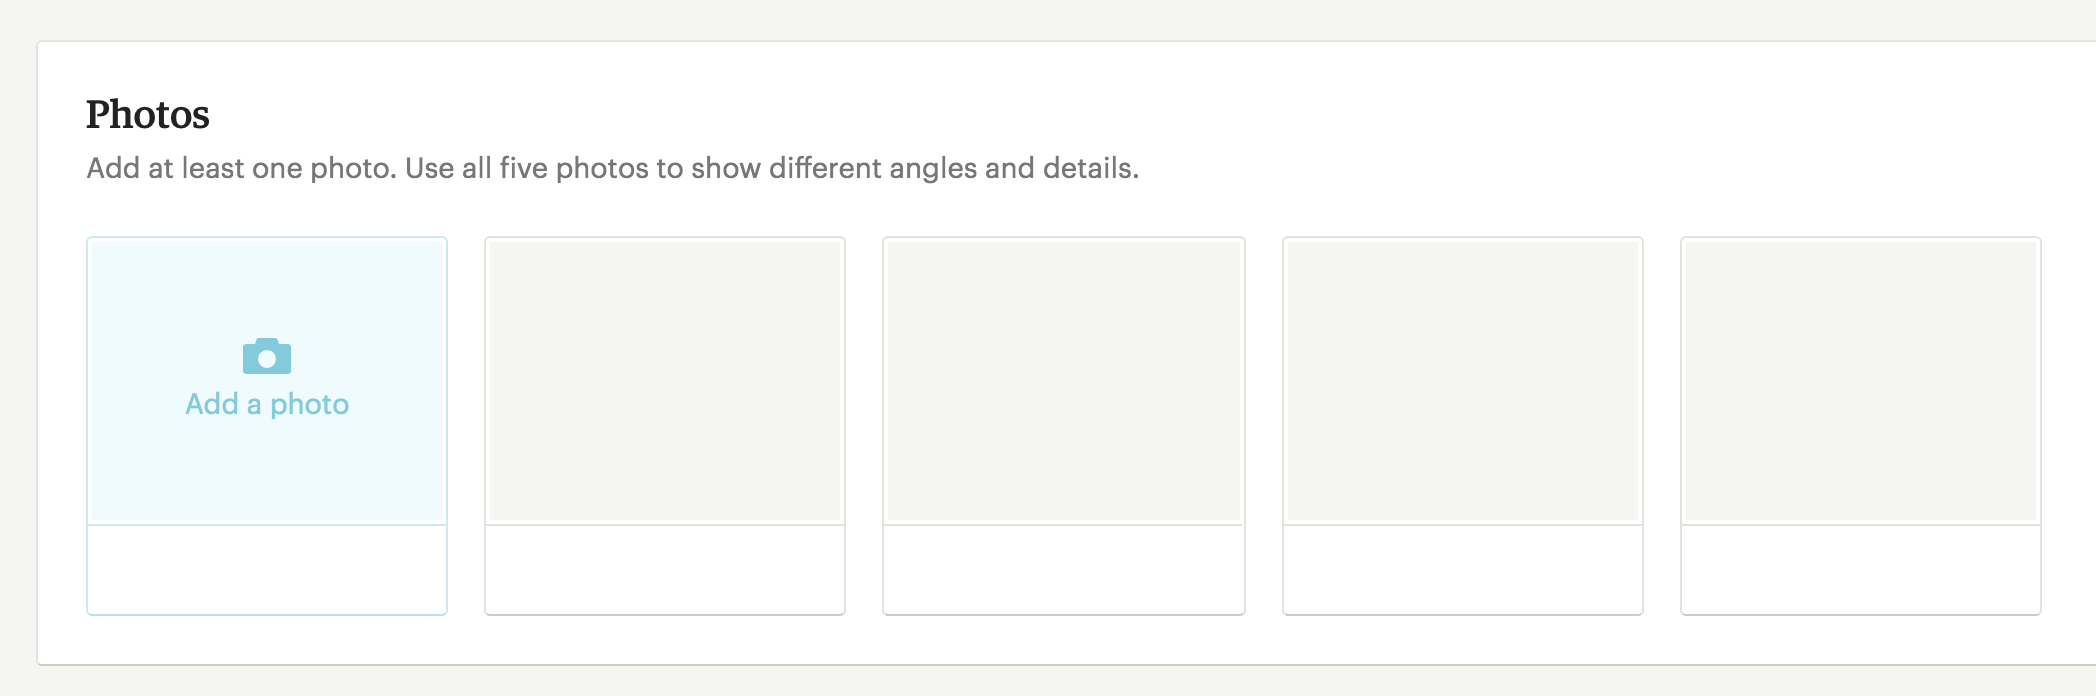 Photos
Add at least one photo. Use all five photos to show different angles and details.
Add a photo